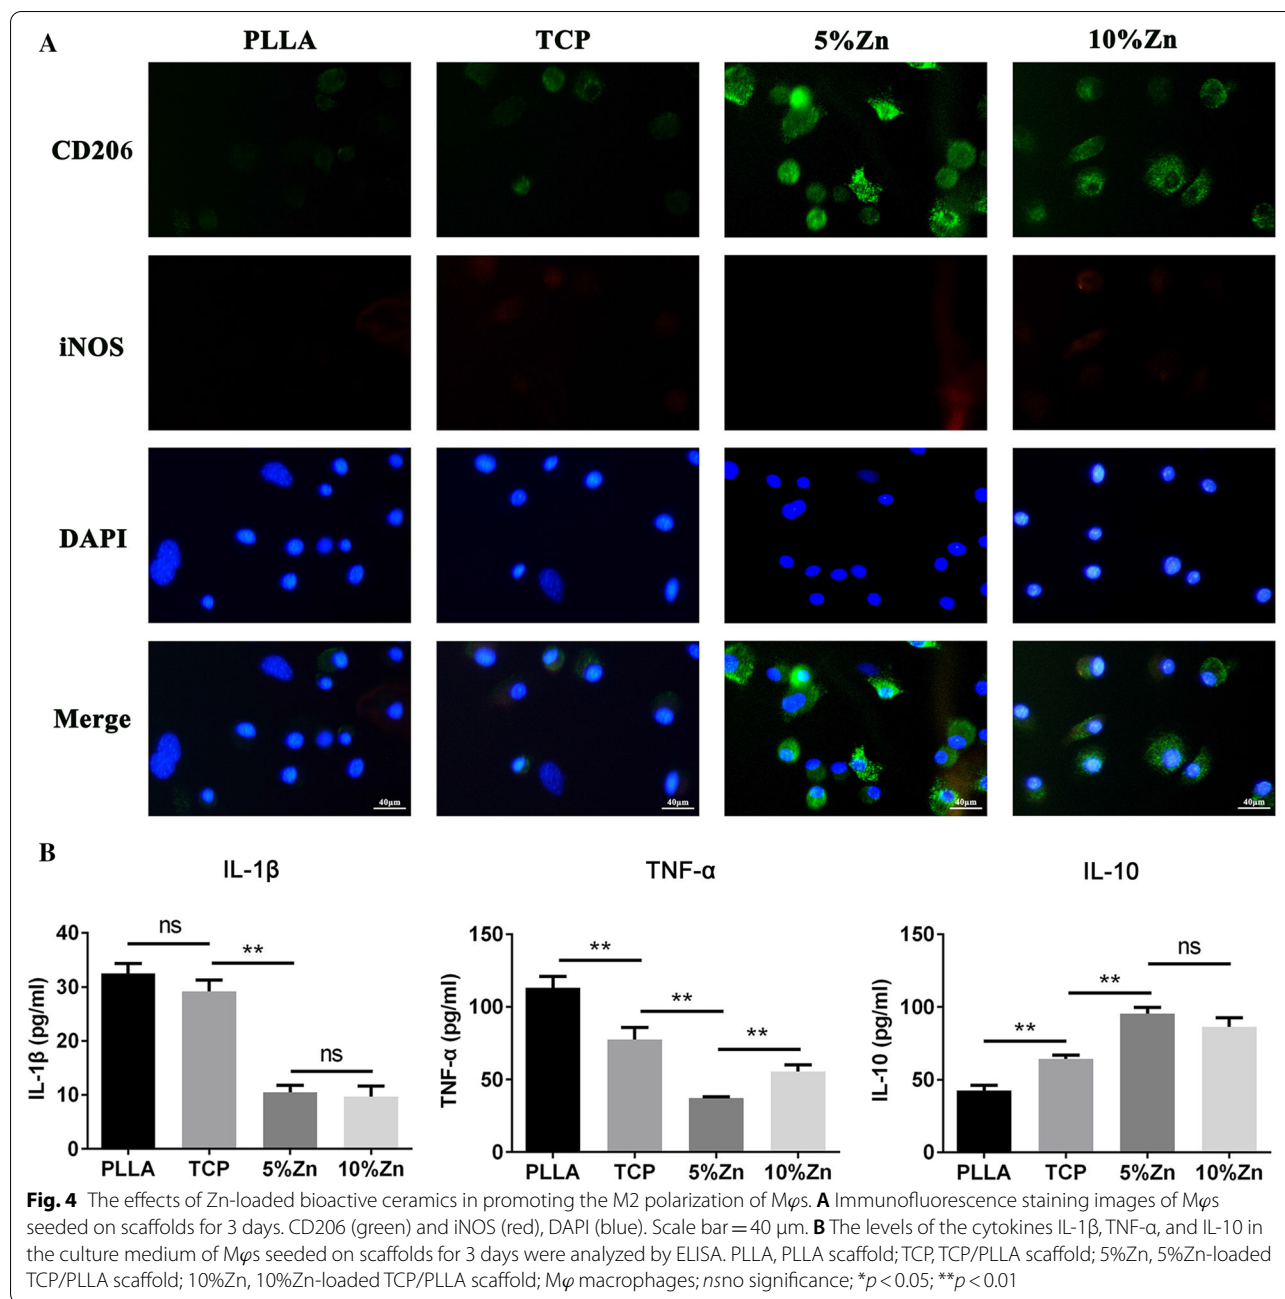 A
PLLA TCP 5%Zn 10%Zn
CD206
iNOS
DAPI
Merge
40μm 40μm 40μm 40μm
B
IL-1β
IL-1β (pg/ml)
40
30
20
10
0
ns
**
ns
PLLA TCP 5%Zn 10%Zn
TNF-α
TNF-α (pg/ml)
150
100
50
0
**
**
**
PLLA TCP 5%Zn 10%Zn
IL-10
IL-10 (pg/ml)
150
100
50
0
**
**
ns
PLLA TCP 5%Zn 10%Zn
Fig. 4 The effects of Zn-loaded bioactive ceramics in promoting the M2 polarization of Mφs. A Immunofluorescence staining images of Mφs
seeded on scaffolds for 3 days. CD206 (green) and iNOS (red), DAPI (blue). Scale bar = 40 μm. B The levels of the cytokines IL-1β, TNF-α, and IL-10 in
the culture medium of Mφs seeded on scaffolds for 3 days were analyzed by ELISA. PLLA, PLLA scaffold; TCP, TCP/PLLA scaffold; 5%Zn, 5%Zn-loaded
TCP/PLLA scaffold; 10%Zn, 10%Zn-loaded TCP/PLLA scaffold; Mφ macrophages; nsno significance; *p < 0.05; **p < 0.01